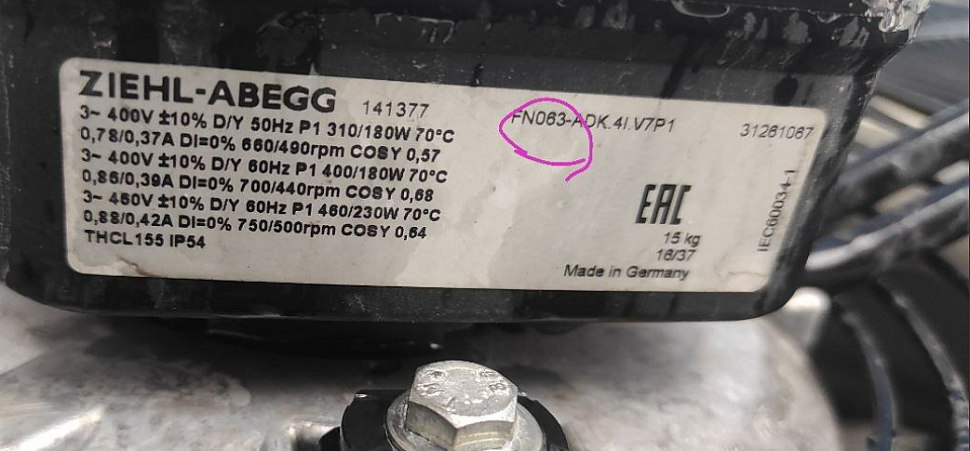 ZIEHL-ABEGG 141377 FN063-ADK.4I.V7P1 31281087
3~ 400V ±10% D/Y 50Hz P1 310/180W 70°C
0,78/0,37A DI=0% 660/490rpm COSY 0,57
3~ 400V ±10% D/Y 60Hz P1 400/180W 70°C
0,86/0,39A DI=0% 700/440rpm COSY 0,68
3~ 460V ±10% D/Y 60Hz P1 460/230W 70°C
0,88/0,42A DI=0% 750/500rpm COSY 0,64
THCL155 IP54
EAC
15 kg
18/37
Made in Germany
IEC60034-1